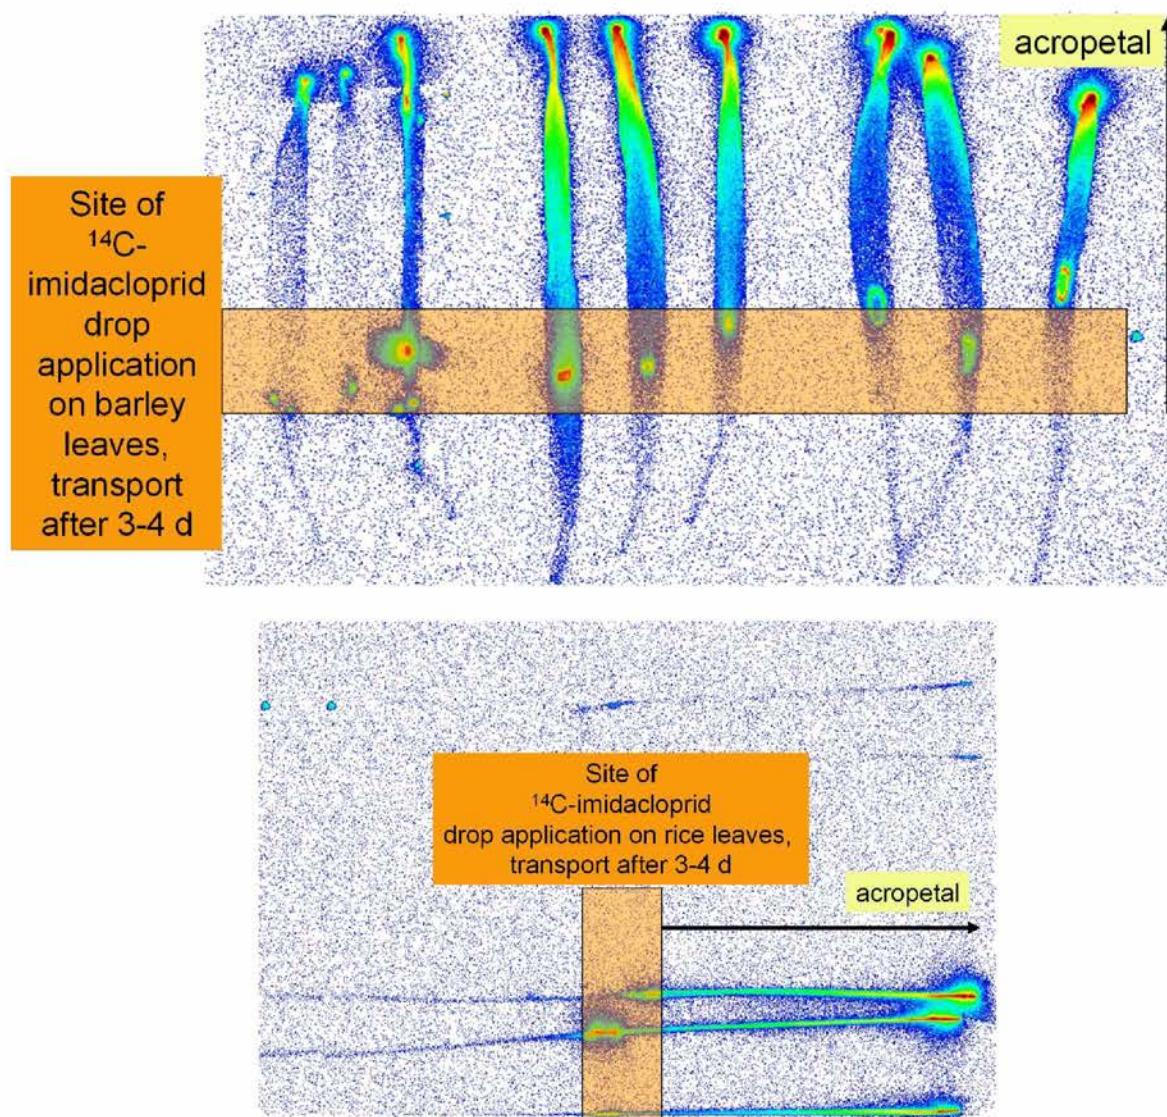 acropetal
Site of
¹⁴C-
imidacloprid
drop
application
on barley
leaves,
transport
after 3-4 d
Site of
¹⁴C-imidacloprid
drop application on rice leaves,
transport after 3-4 d
acropetal